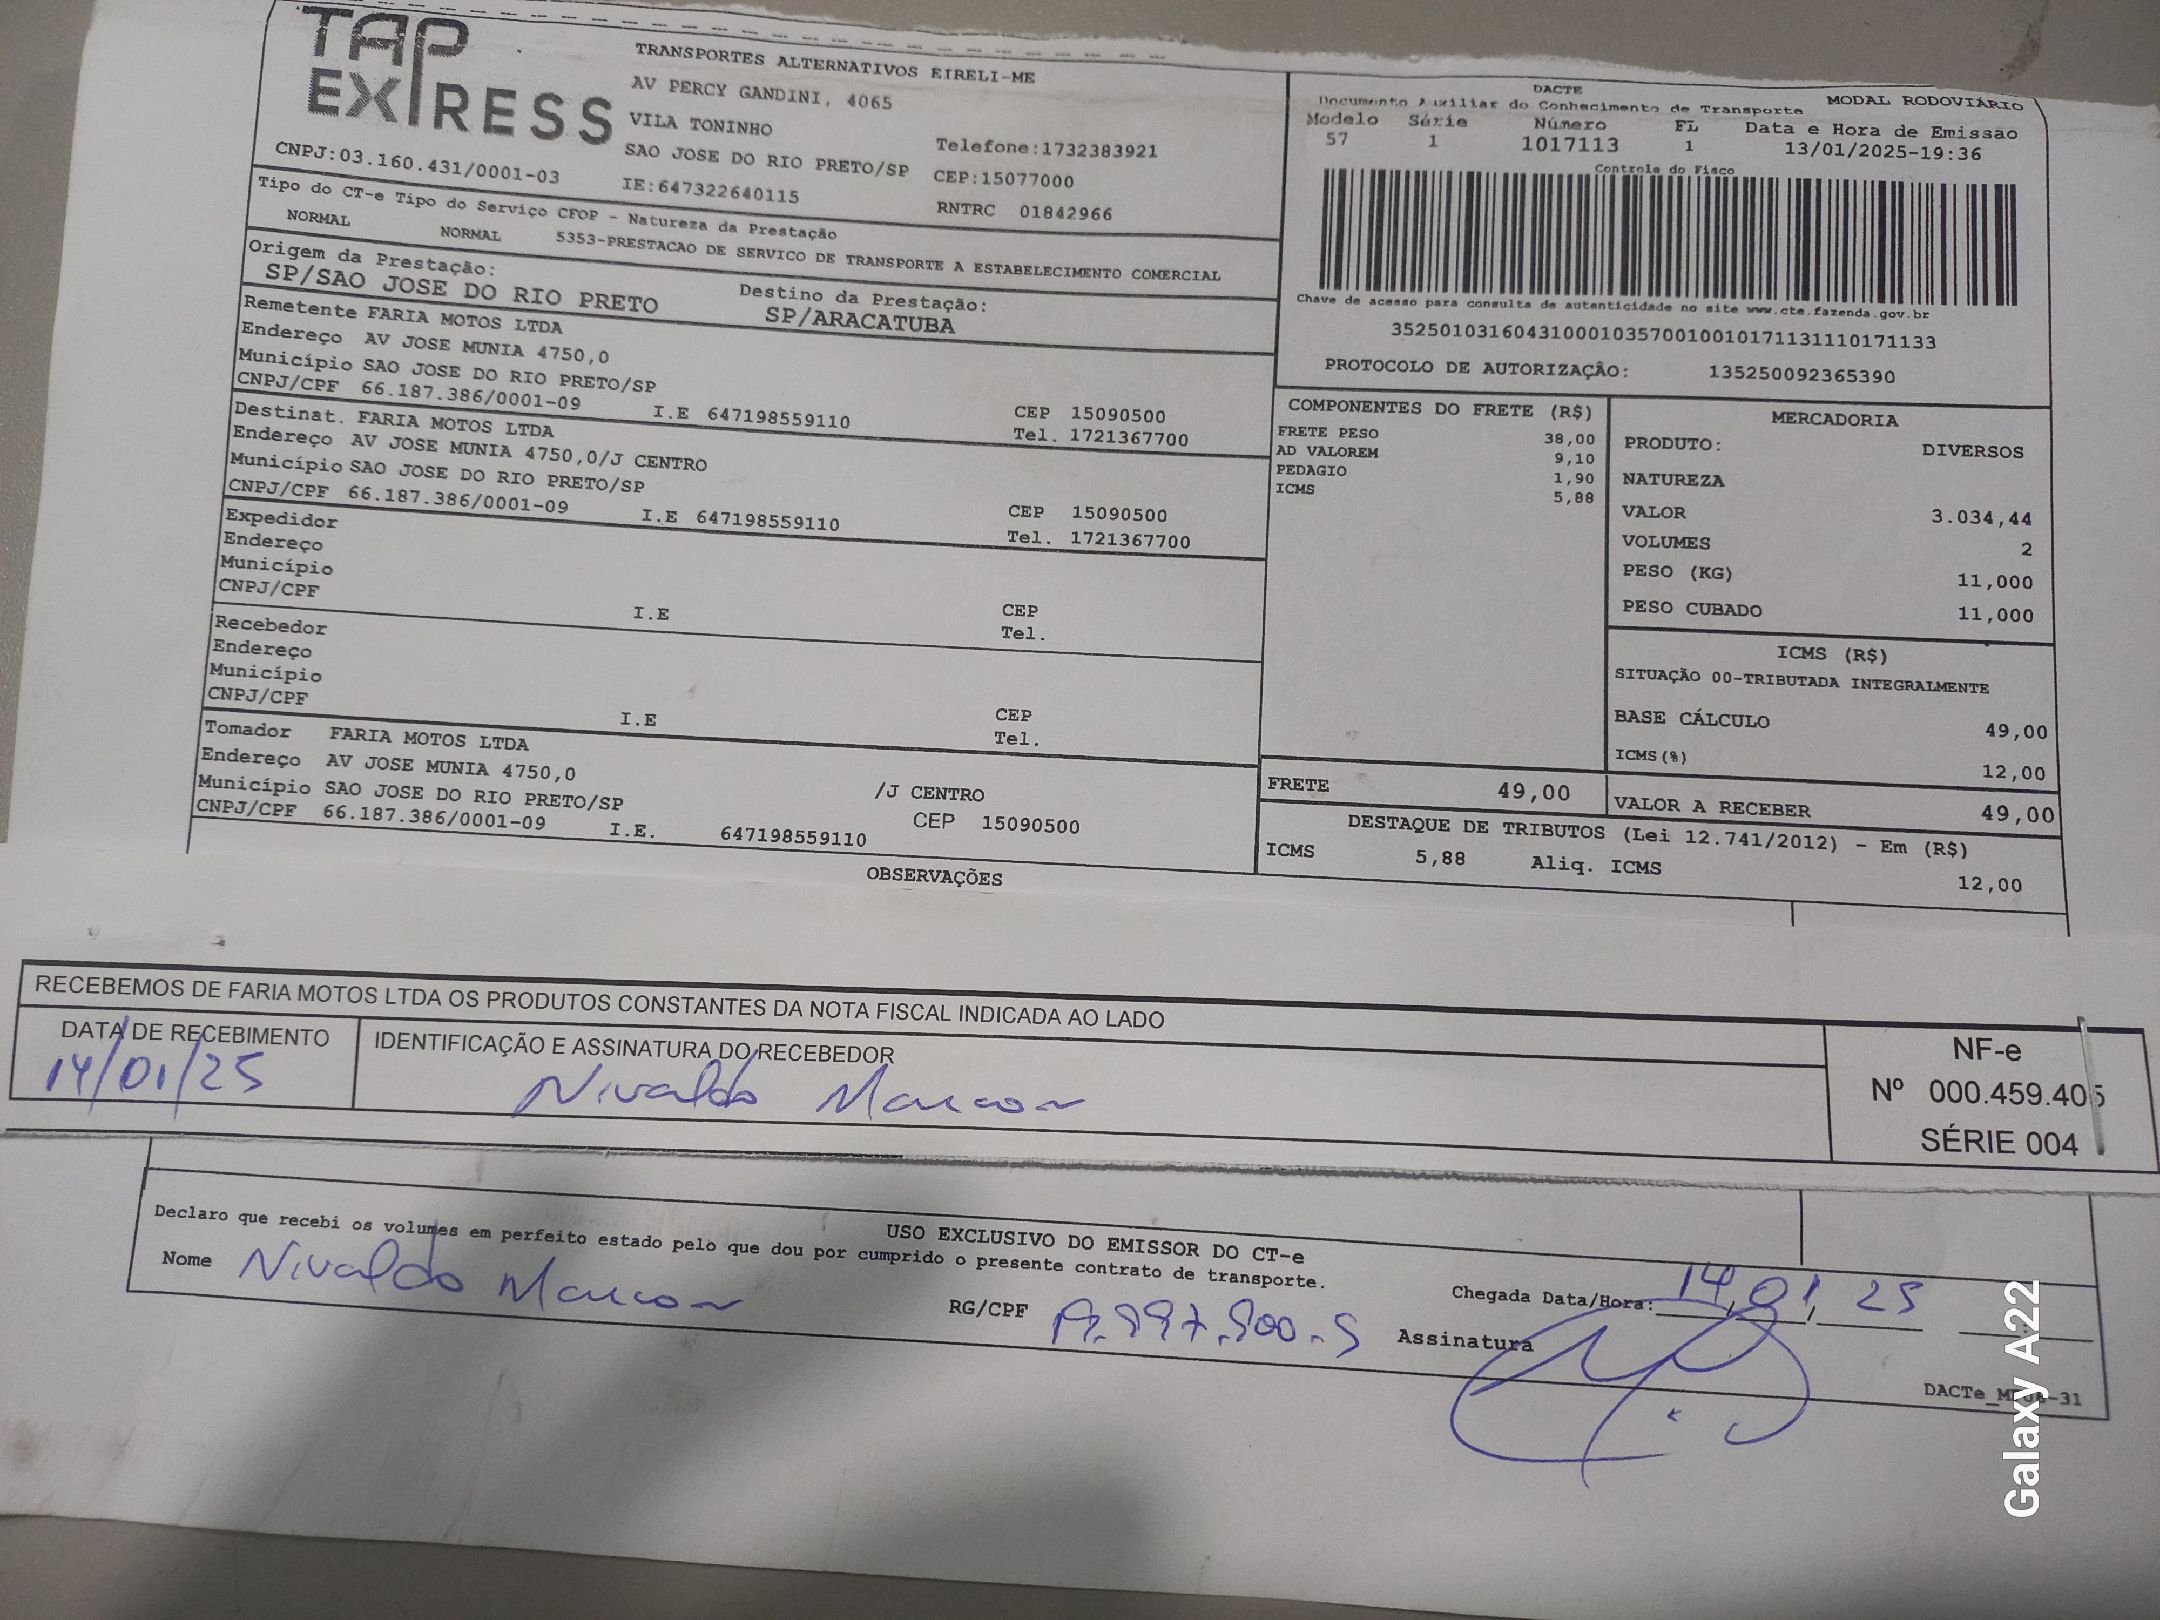 TAP EXPRESS
TRANSPORTES ALTERNATIVOS EIRELI-ME
AV PERCY GANDINI, 4065
VILA TONINHO
SAO JOSE DO RIO PRETO/SP
Telefone:1732383921
CEP:15077000
CNPJ:03.160.431/0001-03
IE:647322640115
RNTRC 01842966
Tipo do CT-e Tipo do Serviço CFOP - Natureza da Prestação
NORMAL NORMAL 5353-PRESTACAO DE SERVICO DE TRANSPORTE A ESTABELECIMENTO COMERCIAL
Origem da Prestação: Destino da Prestação:
SP/SAO JOSE DO RIO PRETO SP/ARACATUBA
Remetente FARIA MOTOS LTDA
Endereço AV JOSE MUNIA 4750,0
Município SAO JOSE DO RIO PRETO/SP CEP 15090500
CNPJ/CPF 66.187.386/0001-09 I.E 647198559110 Tel. 1721367700
Destinat. FARIA MOTOS LTDA
Endereço AV JOSE MUNIA 4750,0/J CENTRO
Município SAO JOSE DO RIO PRETO/SP CEP 15090500
CNPJ/CPF 66.187.386/0001-09 I.E 647198559110 Tel. 1721367700
Expedidor
Endereço
Município CEP
CNPJ/CPF I.E Tel.
Recebedor
Endereço
Município CEP
CNPJ/CPF I.E Tel.
Tomador FARIA MOTOS LTDA
Endereço AV JOSE MUNIA 4750,0 /J CENTRO
Município SAO JOSE DO RIO PRETO/SP CEP 15090500
CNPJ/CPF 66.187.386/0001-09 I.E. 647198559110
OBSERVAÇÕES
DACTE
Documento Auxiliar do Conhecimento de Transporte MODAL RODOVIÁRIO
Modelo Série Número FL Data e Hora de Emissão
57 1 1017113 1 13/01/2025-19:36
Controle do Fisco
Chave de acesso para consulta de autenticidade no site www.cte.fazenda.gov.br
35250103160431000103570010010171131110171133
PROTOCOLO DE AUTORIZAÇÂO: 135250092365390
COMPONENTES DO FRETE (R$)
FRETE PESO 38,00
AD VALOREM 9,10
PEDAGIO 1,90
ICMS 5,88
MERCADORIA
PRODUTO: DIVERSOS
NATUREZA
VALOR 3.034,44
VOLUMES 2
PESO (KG) 11,000
PESO CUBADO 11,000
ICMS (R$)
SITUAÇÃO 00-TRIBUTADA INTEGRALMENTE
BASE CÁLCULO 49,00
ICMS(%) 12,00
FRETE 49,00 VALOR A RECEBER 49,00
DESTAQUE DE TRIBUTOS (Lei 12.741/2012) - Em (R$)
ICMS 5,88 Aliq. ICMS 12,00
RECEBEMOS DE FARIA MOTOS LTDA OS PRODUTOS CONSTANTES DA NOTA FISCAL INDICADA AO LADO
DATA DE RECEBIMENTO IDENTIFICAÇÃO E ASSINATURA DO RECEBEDOR
14/01/25 Nivaldo Marcon
NF-e
Nº 000.459.405
SÉRIE 004
USO EXCLUSIVO DO EMISSOR DO CT-e
Declaro que recebi os volumes em perfeito estado pelo que dou por cumprido o presente contrato de transporte.
Nome Nivaldo Marcon RG/CPF Chegada Data/Hora: 14/01/25
Assinatura
Galaxy A22